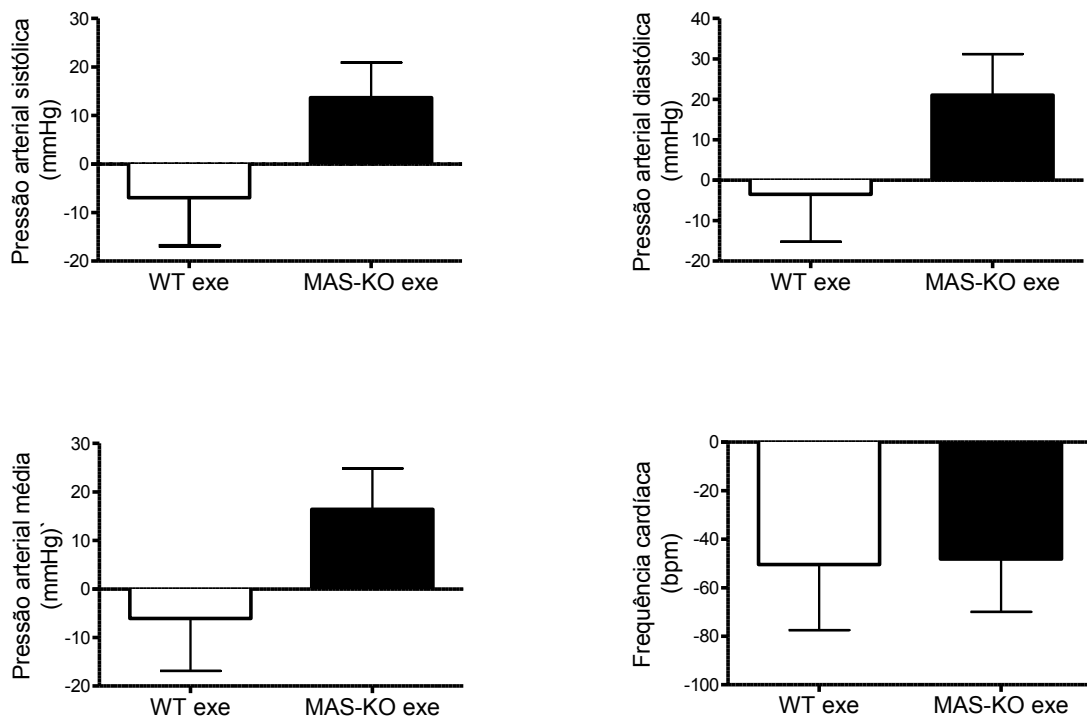 Pressão arterial sistólica
(mmHg)
30
20
10
0
-10
-20
WT exe
MAS-KO exe
Pressão arterial diastólica
(mmHg)
40
30
20
10
0
-10
-20
WT exe
MAS-KO exe
Pressão arterial média
(mmHg)`
30
20
10
0
-10
-20
WT exe
MAS-KO exe
Frequência cardíaca
(bpm)
0
-20
-40
-60
-80
-100
WT exe
MAS-KO exe